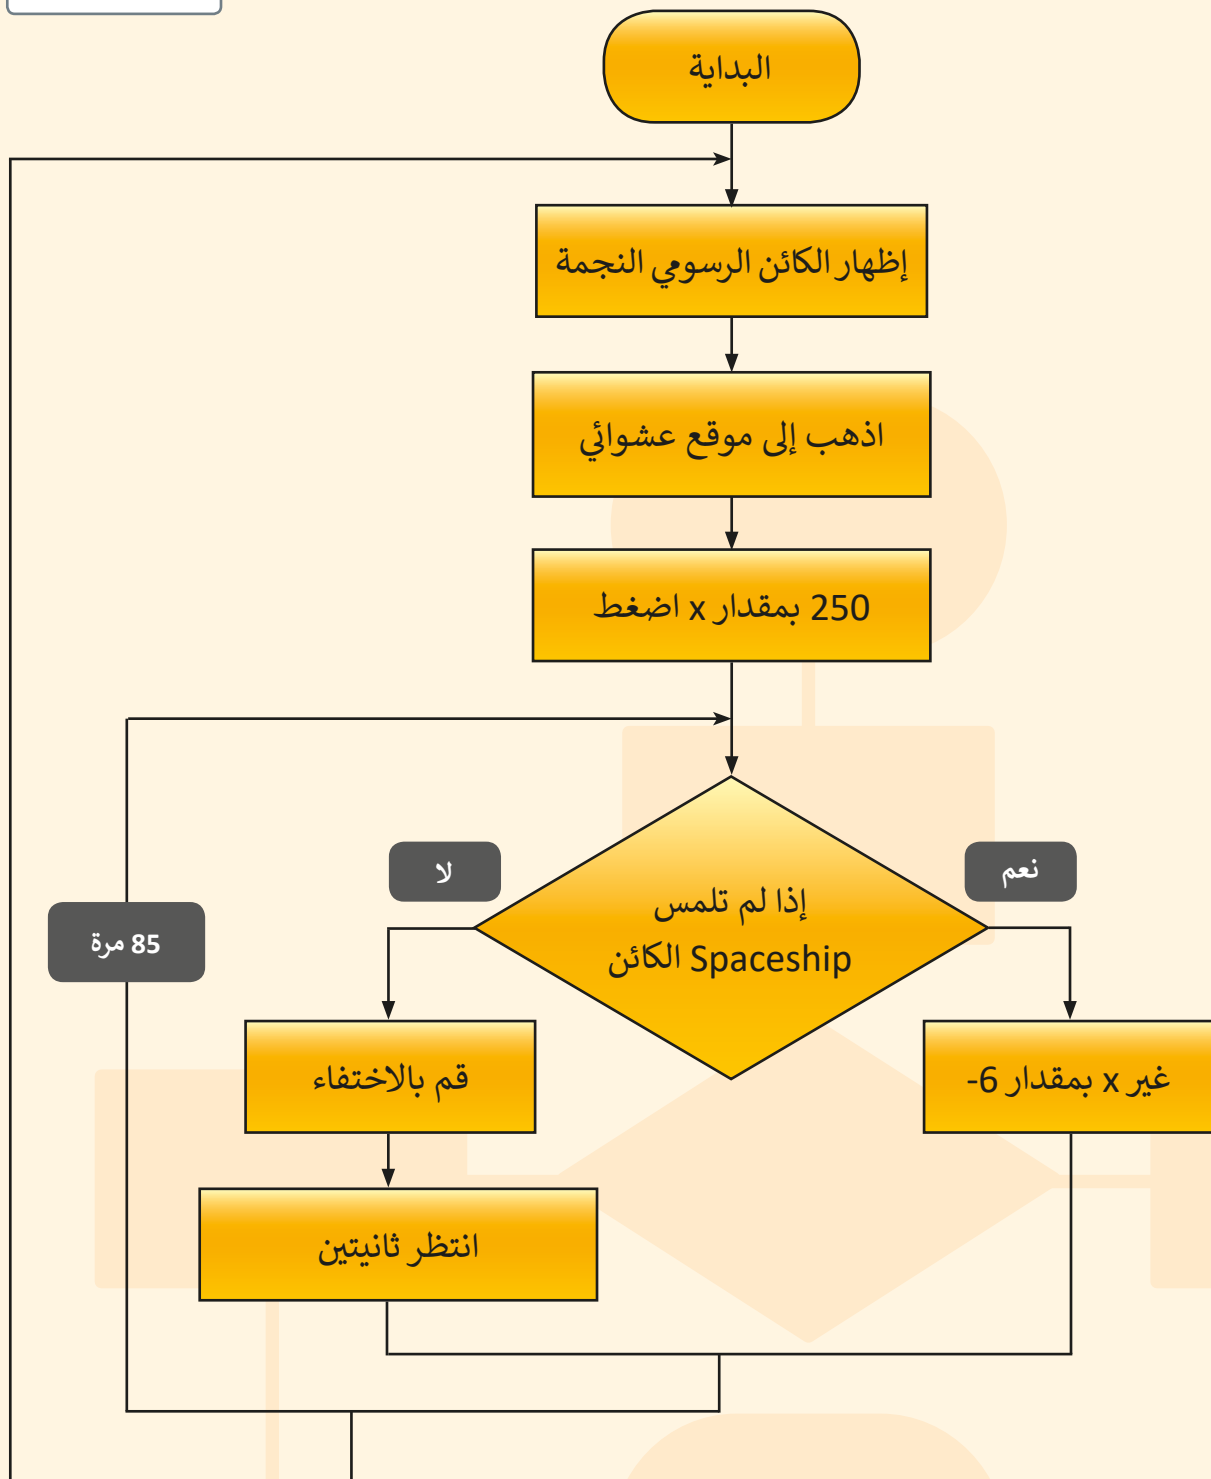 البداية
إظهار الكائن الرسومي النجمة
اذهب إلى موقع عشوائي
250 بمقدار x اضغط
نعم
لا
إذا لم تلمس
Spaceship الكائن
85 مرة
غير x بمقدار 6-
قم بالاختفاء
انتظر ثانيتين